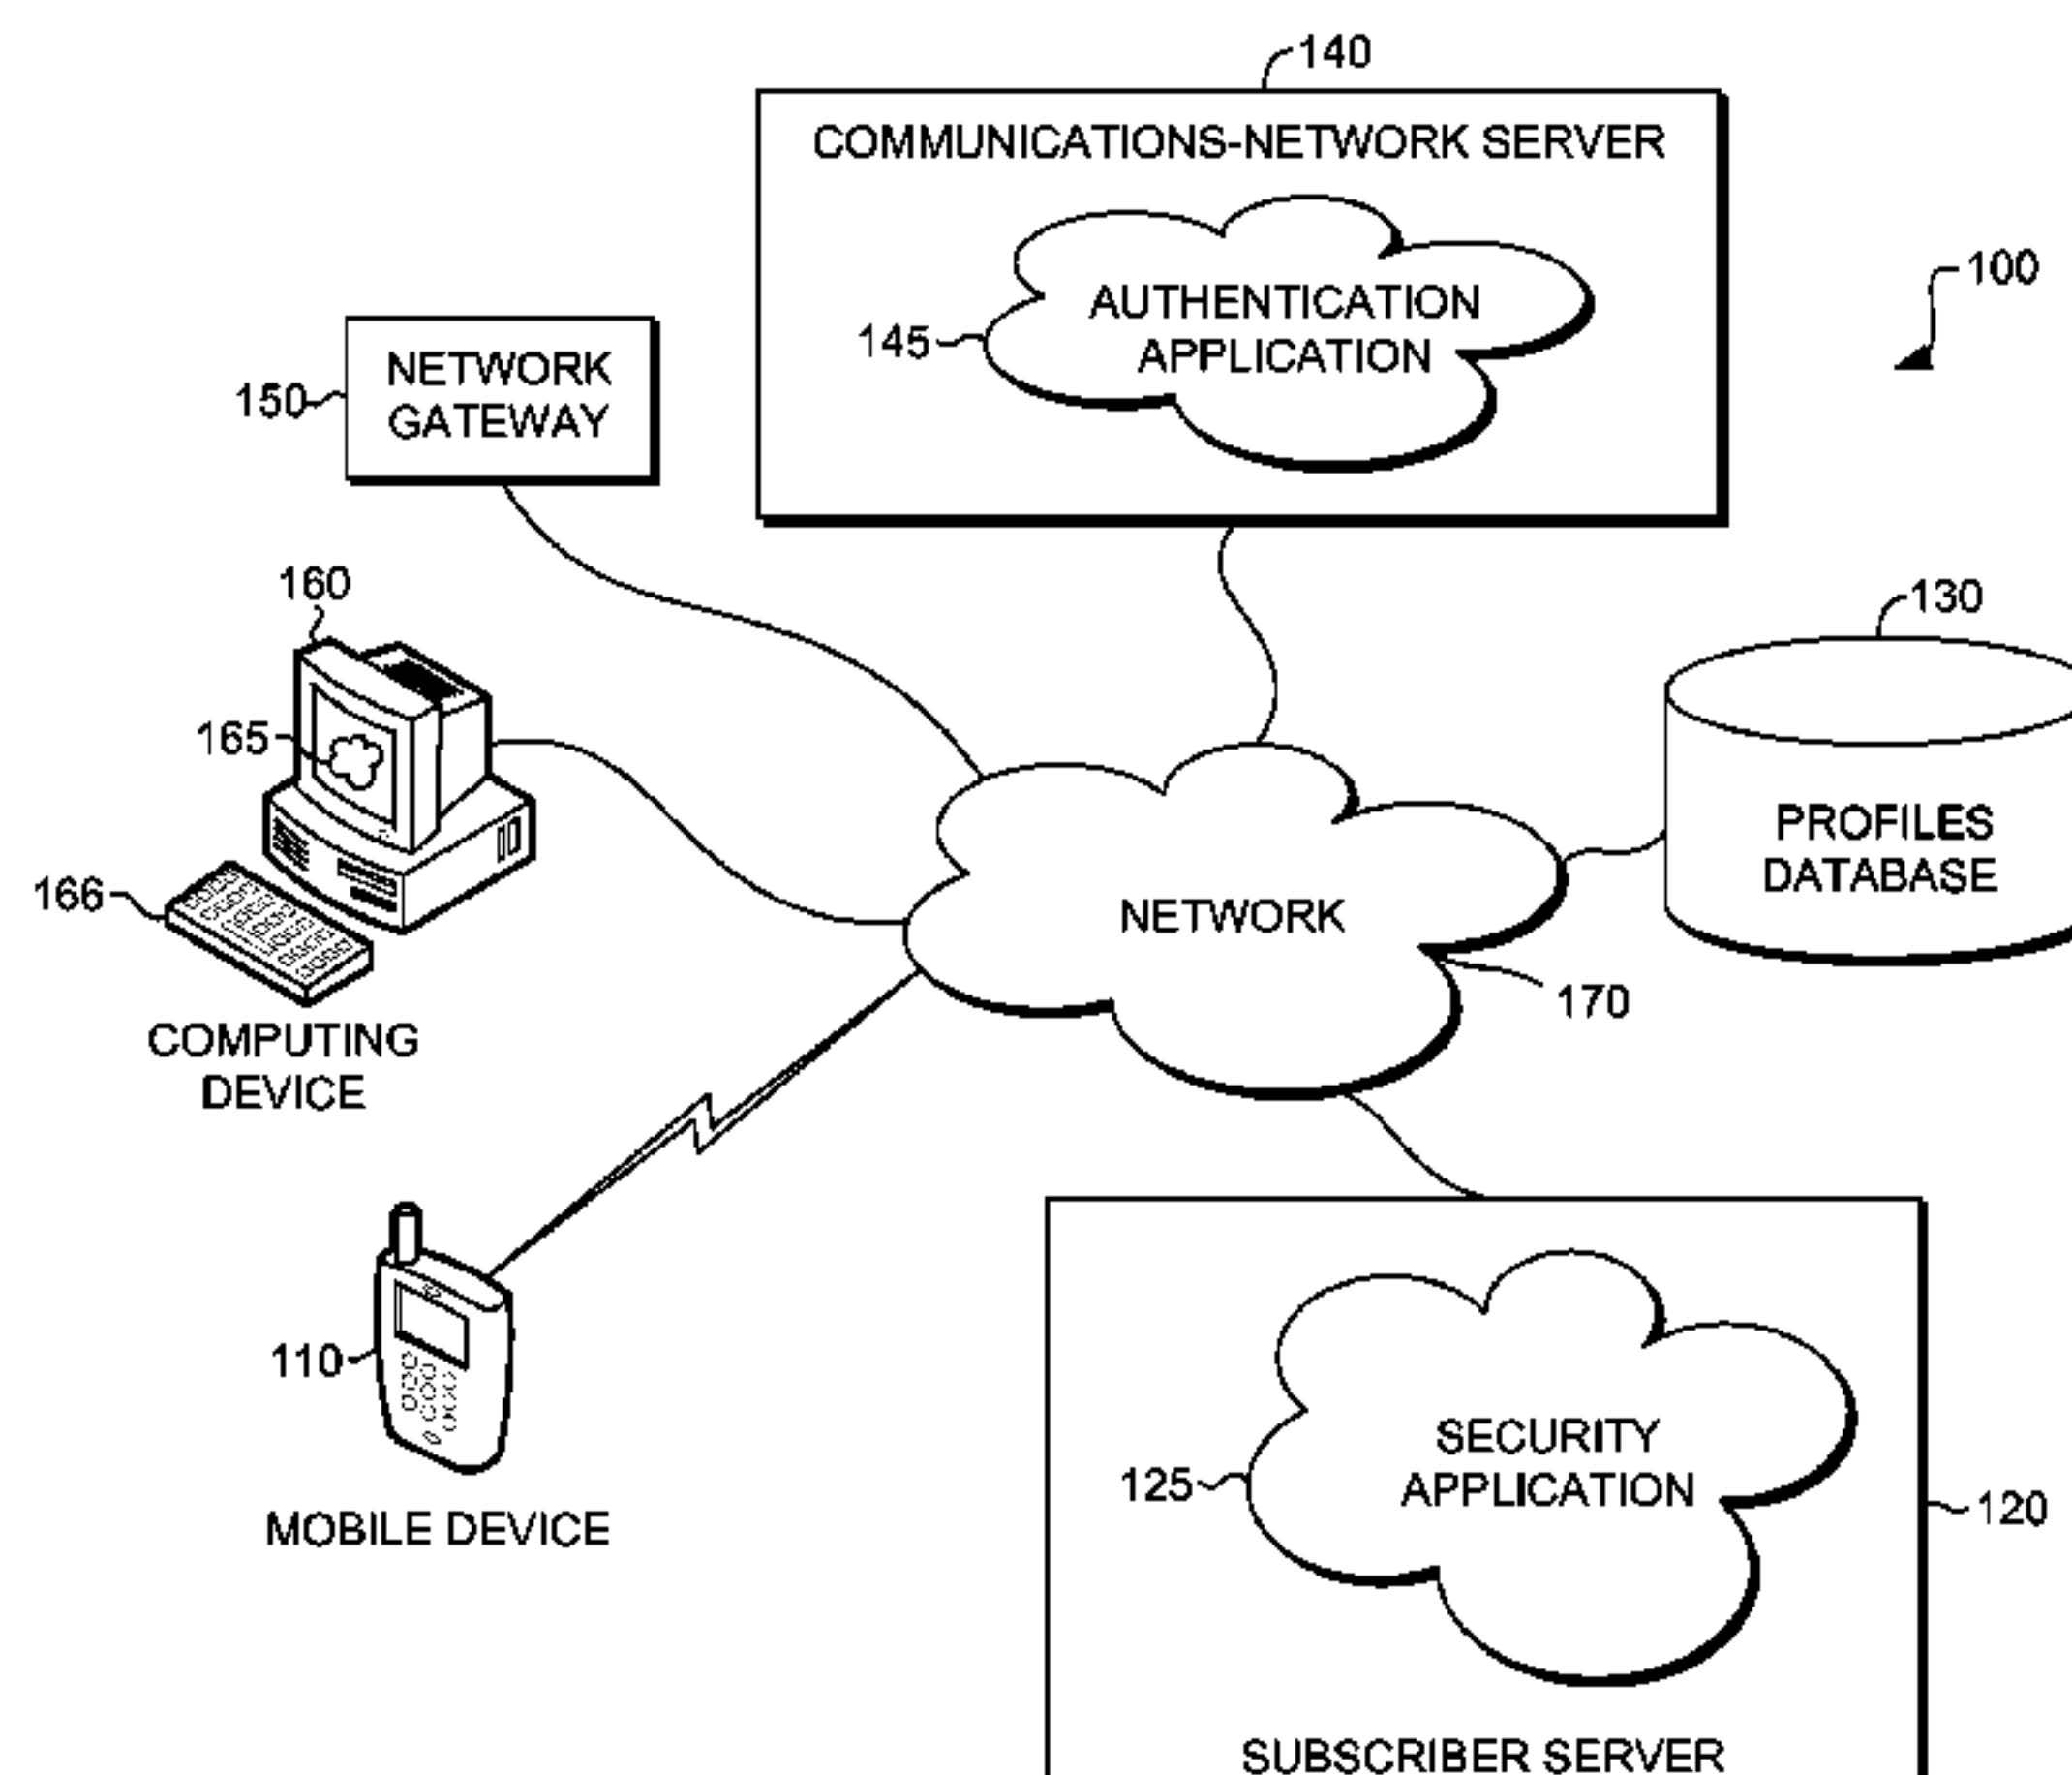 140
COMMUNICATIONS-NETWORK SERVER
100
AUTHENTICATION
APPLICATION
145
NETWORK
GATEWAY
150
160
130
165
PROFILES
DATABASE
166
NETWORK
170
COMPUTING
DEVICE
110
SECURITY
APPLICATION
125
120
MOBILE DEVICE
SUBSCRIBER SERVER